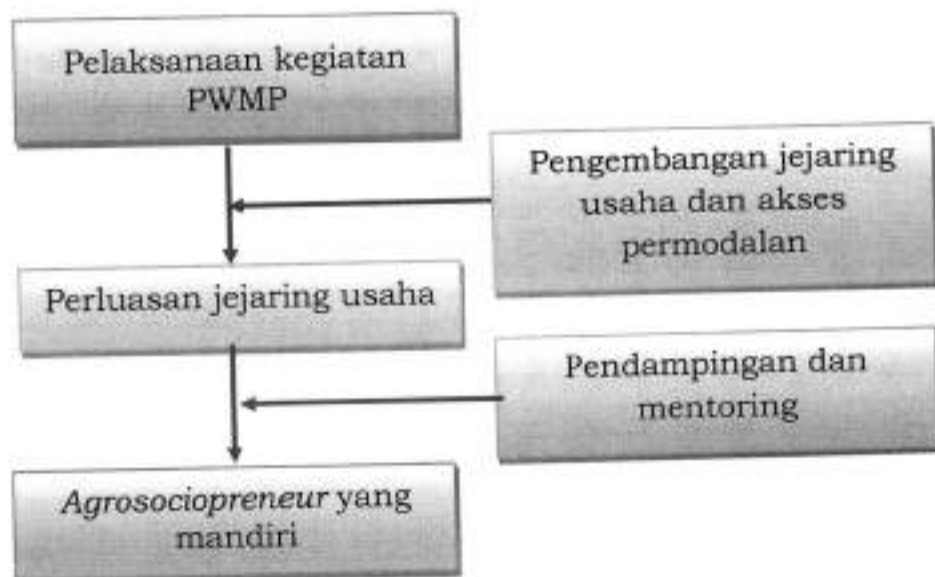 Pelaksanaan kegiatan
PWMP
Pengembangan jejaring
usaha dan akses
permodalan
Perluasan jejaring usaha
Pendampingan dan
mentoring
Agrosociopreneur yang
mandiri